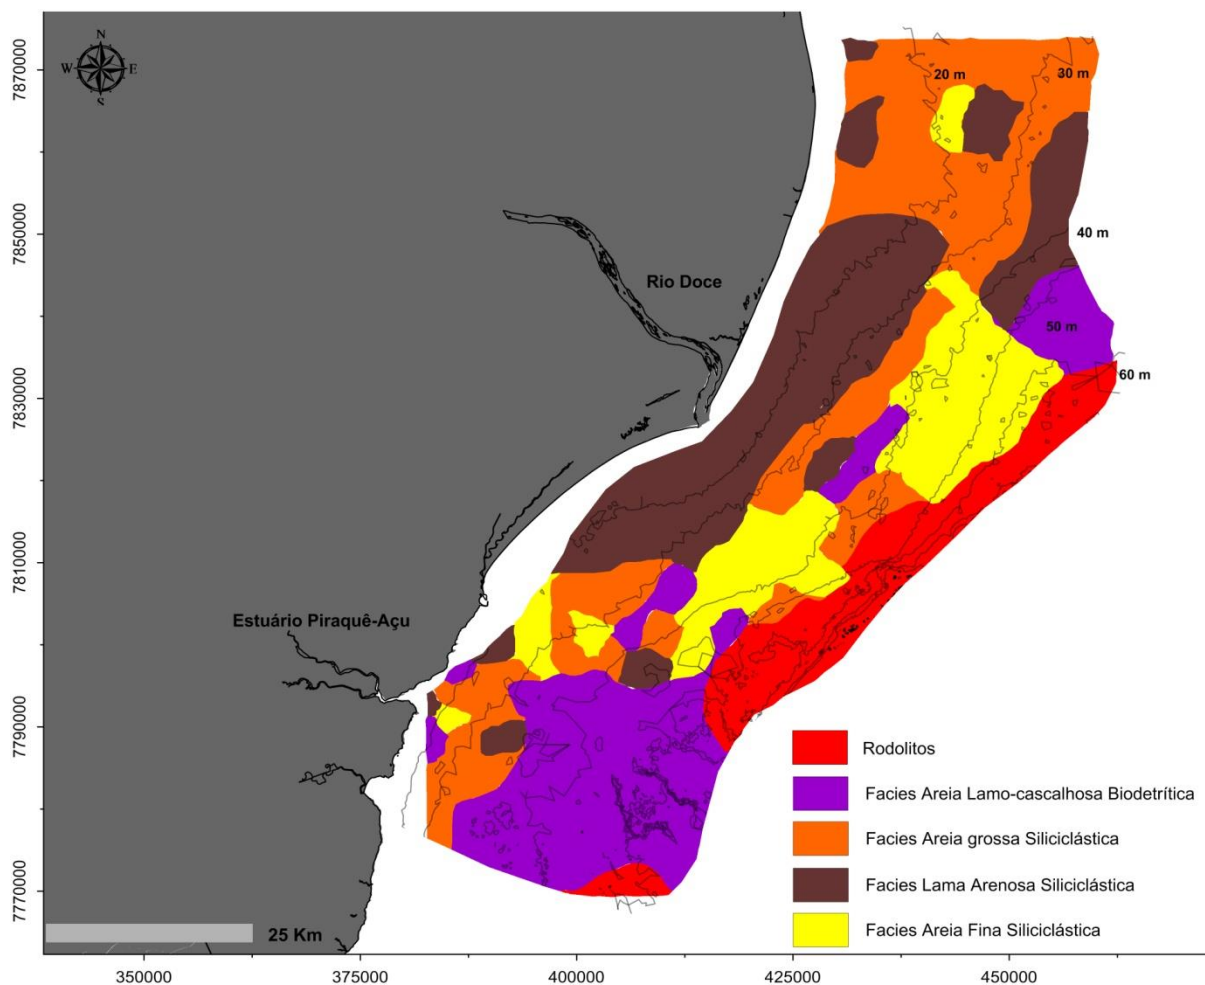 N
W E
S
20 m
30 m
40 m
50 m
60 m
Rio Doce
Estuário Piraquê-Açu
7870000
7850000
7830000
7810000
7790000
7770000
Rodolitos
Facies Areia Lamo-cascalhosa Biodetrítica
Facies Areia grossa Siliciclástica
Facies Lama Arenosa Siliciclástica
Facies Areia Fina Siliciclástica
25 Km
350000 375000 400000 425000 450000